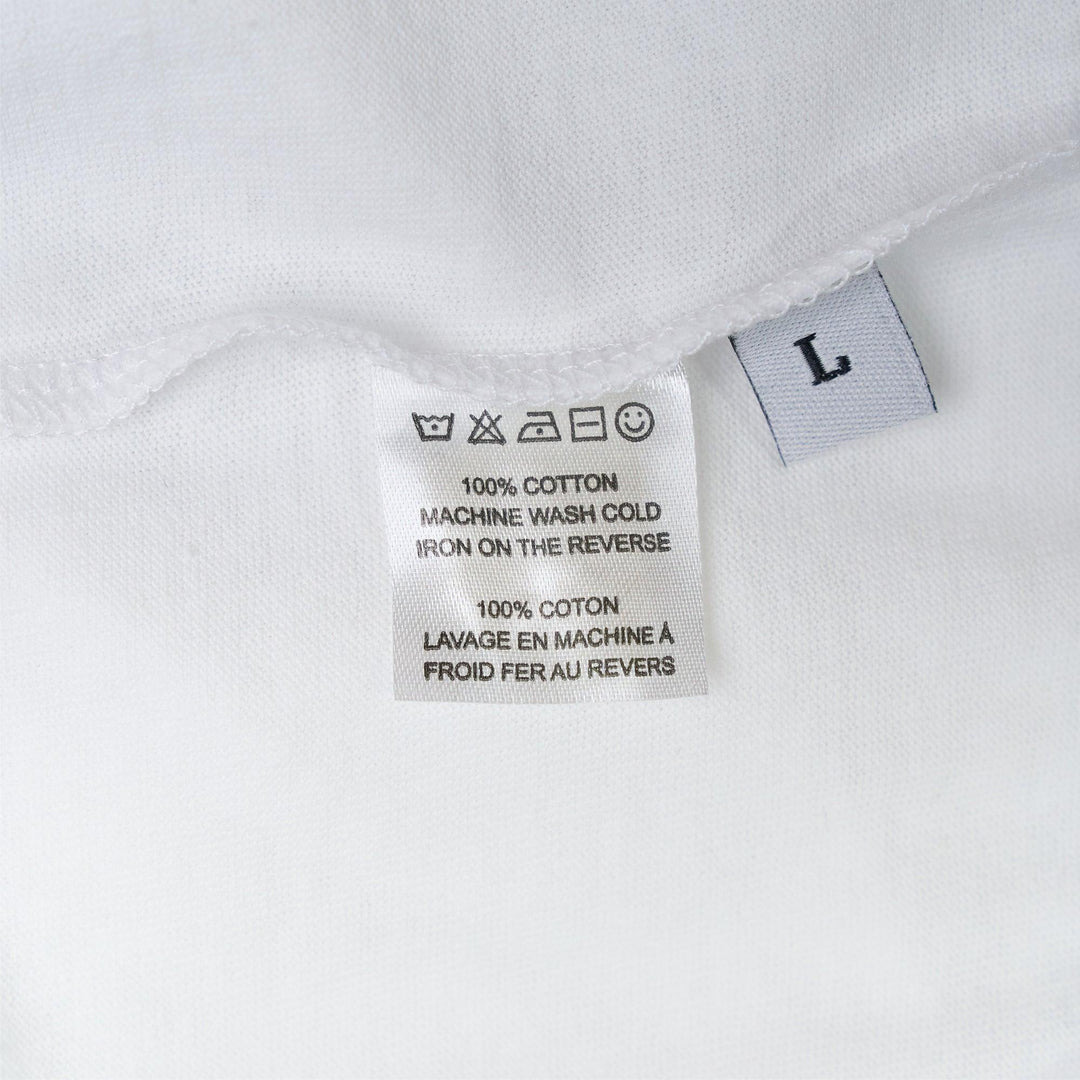 L
100% COTTON
MACHINE WASH COLD
IRON ON THE REVERSE
100% COTON
LAVAGE EN MACHINE Á
FROID FER AU REVERS